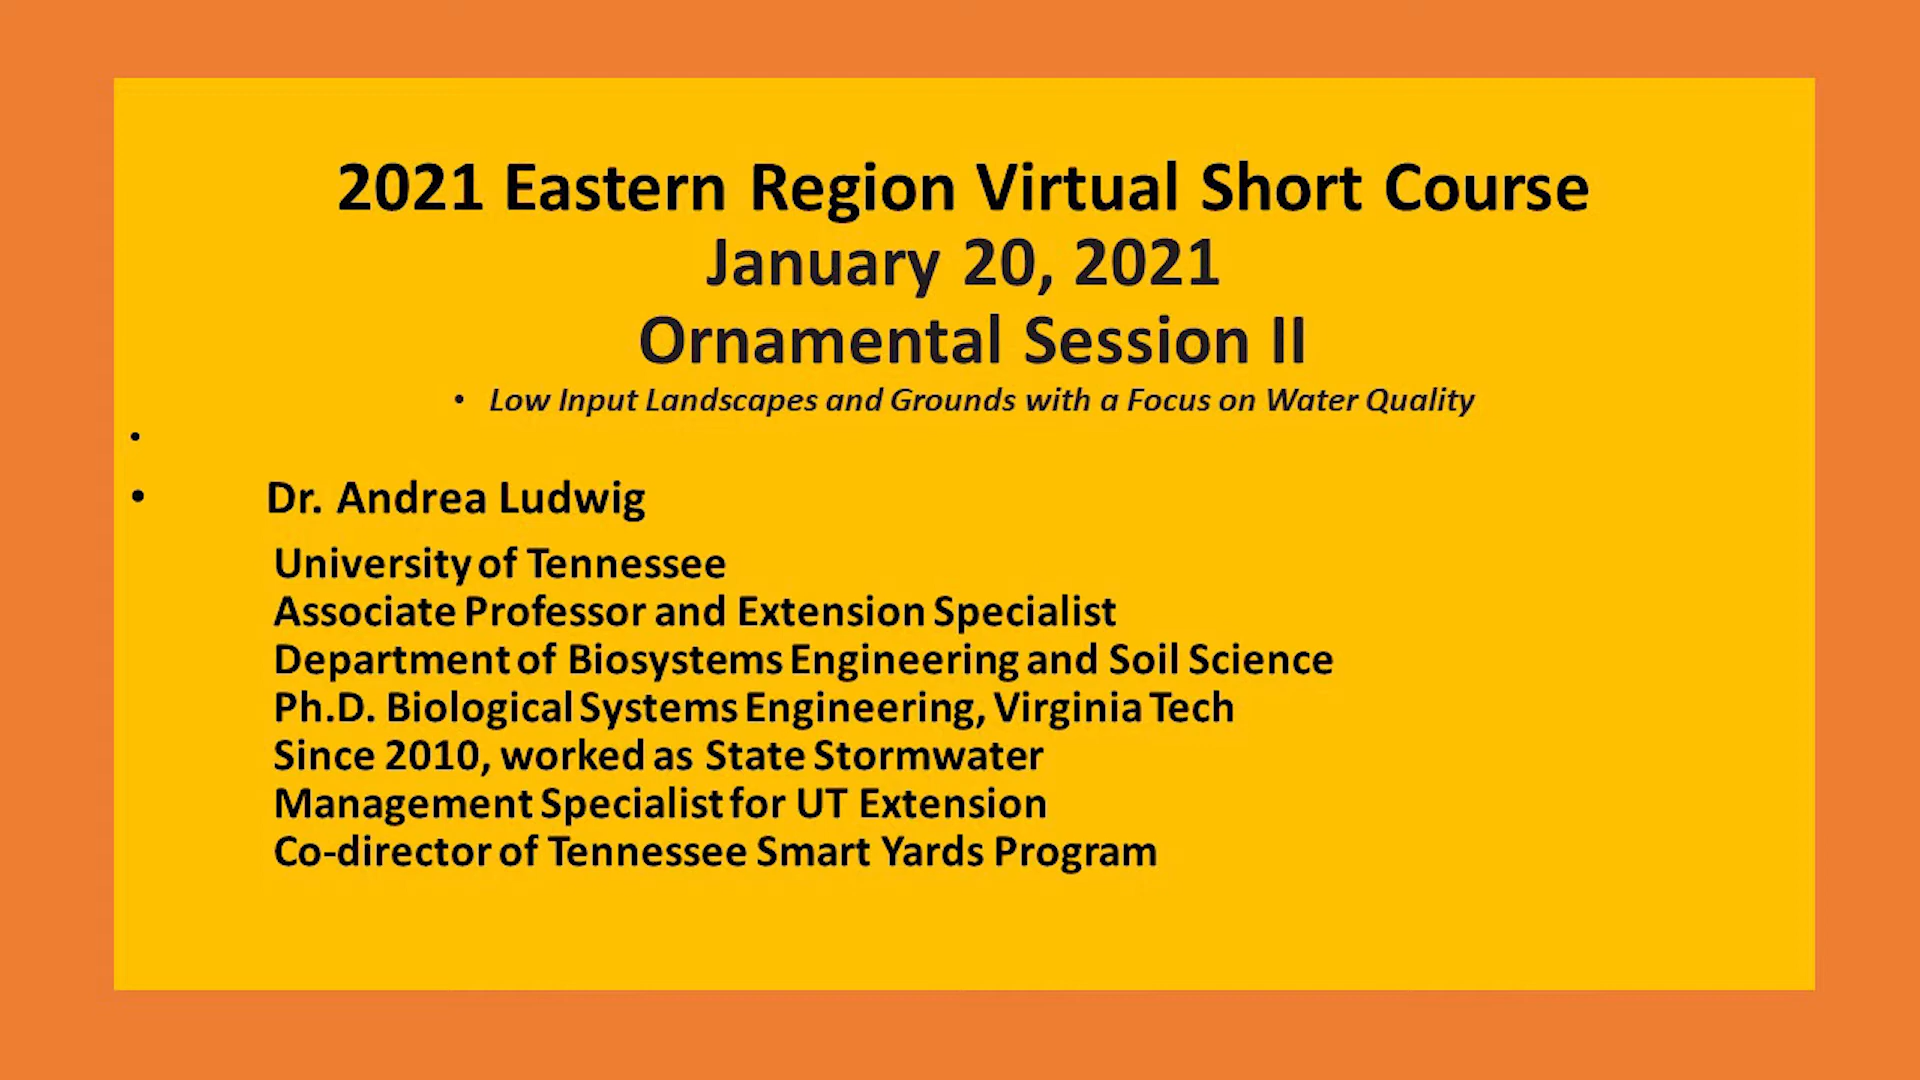 2021 Eastern Region Virtual Short Course
January 20, 2021
Ornamental Session II
• Low Input Landscapes and Grounds with a Focus on Water Quality
•
• Dr. Andrea Ludwig
University of Tennessee
Associate Professor and Extension Specialist
Department of Biosystems Engineering and Soil Science
Ph.D. Biological Systems Engineering, Virginia Tech
Since 2010, worked as State Stormwater
Management Specialist for UT Extension
Co-director of Tennessee Smart Yards Program